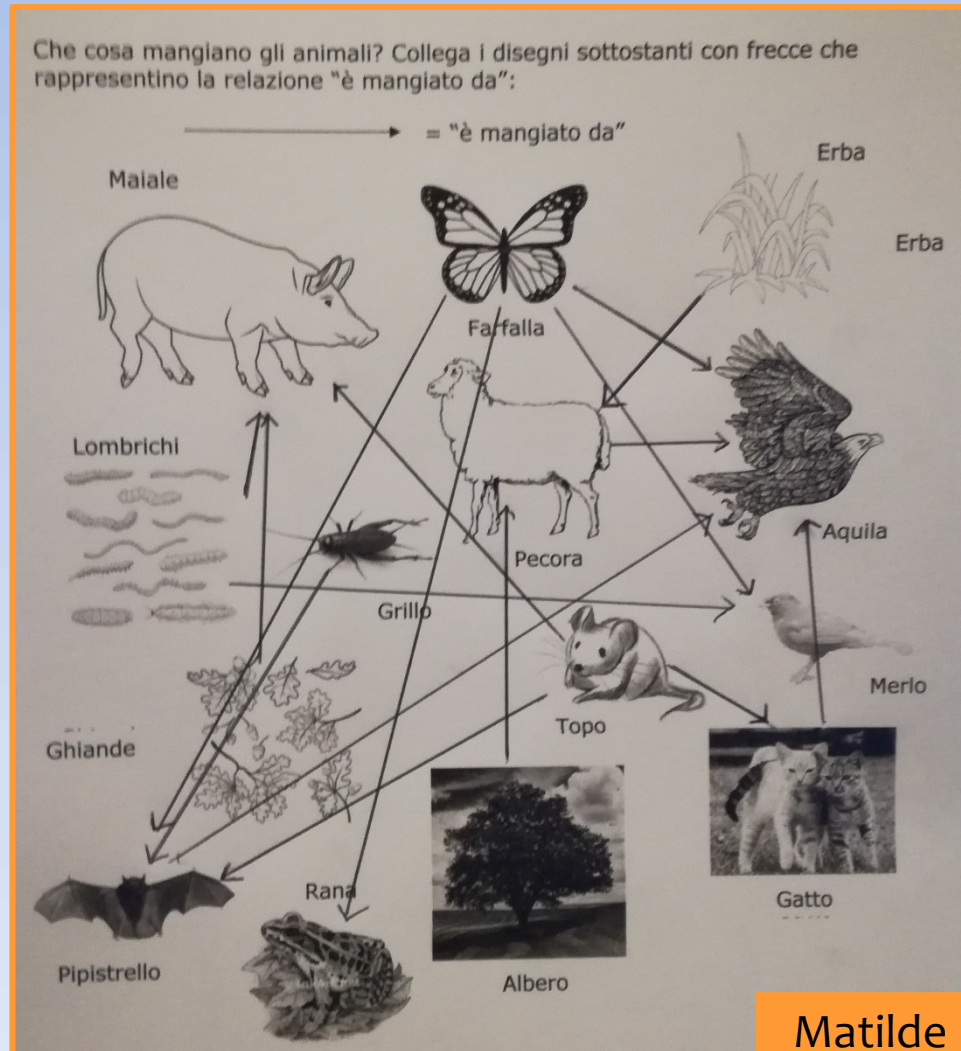 Che cosa mangiano gli animali? Collega i disegni sottostanti con frecce che
rappresentino la relazione "è mangiato da":
= "è mangiato da"
Maiale
Erba
Erba
Farfalla
Lombrichi
Aquila
Pecora
Grillo
Merlo
Topo
Ghiande
Rana
Gatto
Pipistrello
Albero
Matilde